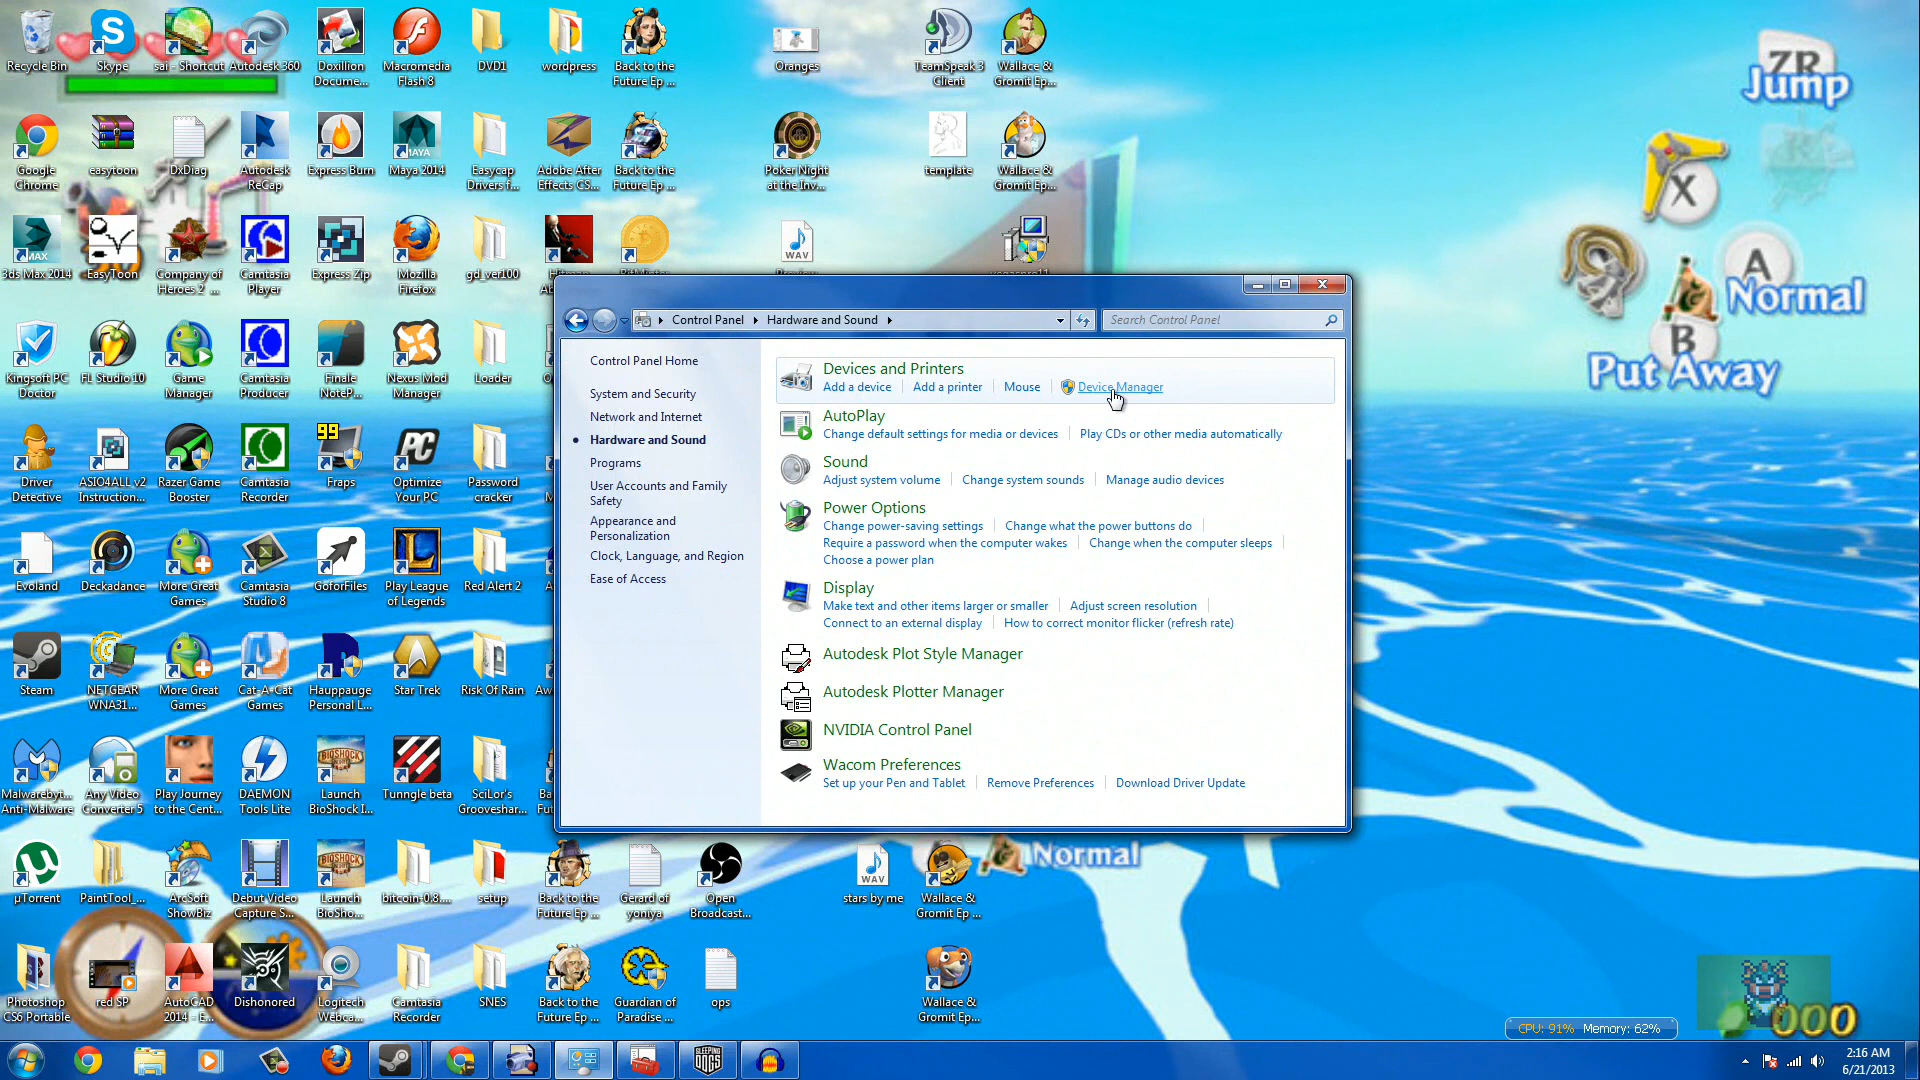 Recycle Bin
Skype
sai - Shortcut
Autodesk 360
Doxillion
Docume...
Macromedia
Flash 8
DVD1
wordpress
Back to the
Future Ep ...
Oranges
TeamSpeak 3
Client
Wallace &
Gromit Ep...
ZR
Jump
Google
Chrome
easytoon
DxDiag
Autodesk
ReCap
Express Burn
MAYA
Maya 2014
Easycap
Drivers f...
Adobe After
Effects CS...
Back to the
Future Ep ...
Poker Night
at the Inv...
template
Wallace &
Gromit Ep...
X
MAX
3ds Max 2014
EasyToon
Company of
Heroes 2 ...
Camtasia
Player
Express Zip
Mozilla
Firefox
gd_ver100
WAV
A
Normal
B
Put Away
Kingsoft PC
Doctor
FL Studio 10
Game
Manager
Camtasia
Producer
Finale
NoteP...
Nexus Mod
Manager
Loader
Driver
Detective
ASIO4ALL v2
Instruction...
Razer Game
Booster
Camtasia
Recorder
99
Fraps
PC
Optimize
Your PC
Password
cracker
Evoland
Deckadance
More Great
Games
Camtasia
Studio 8
GoforFiles
Play League
of Legends
Red Alert 2
Steam
NETGEAR
WNA31...
More Great
Games
Cat-A-Cat
Games
Hauppauge
Personal L...
Star Trek
Risk Of Rain
Malwarebyt...
Anti-Malware
Any Video
Converter 5
Play Journey
to the Cent...
DAEMON
Tools Lite
BIOSHOCK
Launch
BioShock I...
Tunngle beta
SciLor's
Grooveshar...
Control Panel
Hardware and Sound
Search Control Panel
Control Panel Home
System and Security
Network and Internet
Hardware and Sound
Programs
User Accounts and Family
Safety
Appearance and
Personalization
Clock, Language, and Region
Ease of Access
Devices and Printers
Add a device
Add a printer
Mouse
Device Manager
AutoPlay
Change default settings for media or devices
Play CDs or other media automatically
Sound
Adjust system volume
Change system sounds
Manage audio devices
Power Options
Change power-saving settings
Change what the power buttons do
Require a password when the computer wakes
Change when the computer sleeps
Choose a power plan
Display
Make text and other items larger or smaller
Adjust screen resolution
Connect to an external display
How to correct monitor flicker (refresh rate)
Autodesk Plot Style Manager
Autodesk Plotter Manager
NVIDIA Control Panel
Wacom Preferences
Set up your Pen and Tablet
Remove Preferences
Download Driver Update
Normal
µTorrent
PaintTool_...
ArcSoft
ShowBiz
Debut Video
Capture S...
BIOSHOCK
Launch
BioSho...
bitcoin-0.8....
setup
Back to the
Future Ep ...
Gerard of
yoniya
Open
Broadcast...
WAV
stars by me
Wallace &
Gromit Ep ...
Photoshop
CS6 Portable
red SP
AutoCAD
2014 - E...
Dishonored
Logitech
Webca...
Camtasia
Recorder
SNES
Back to the
Future Ep ...
Guardian of
Paradise ...
ops
Wallace &
Gromit Ep...
000
CPU: 91% Memory: 62%
SLEEPING
DOGS
2:16 AM
6/21/2013